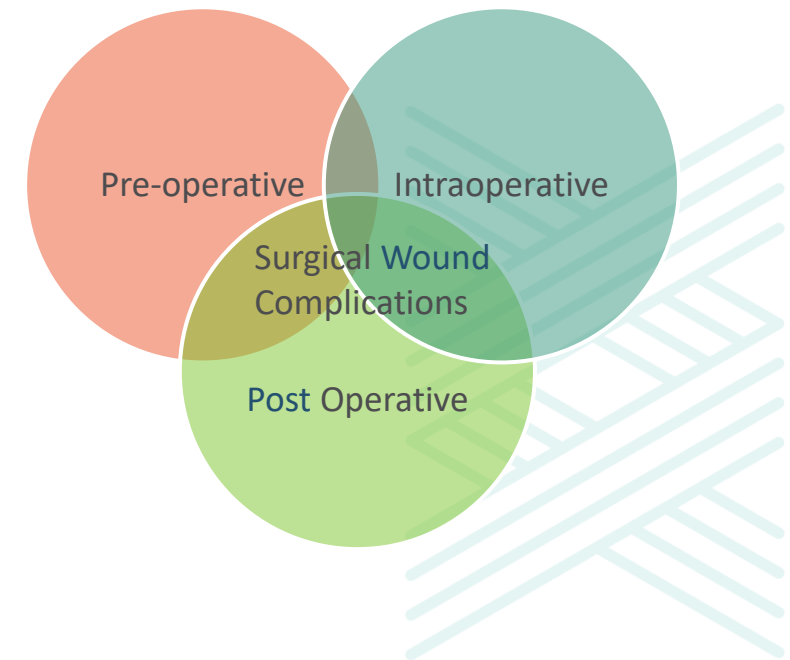 Pre-operative
Intraoperative
Surgical Wound
Complications
Post Operative